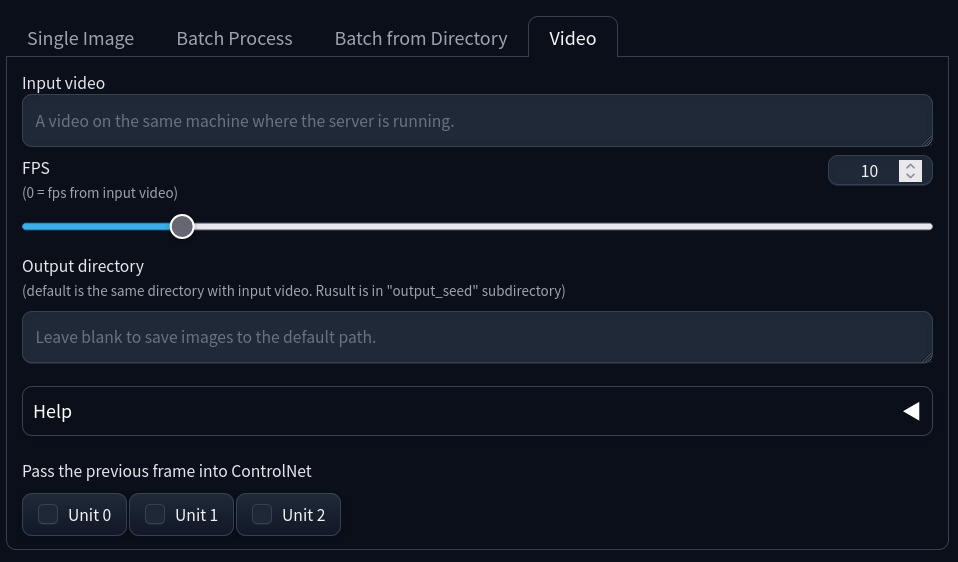 Single Image
Batch Process
Batch from Directory
Video
Input video
A video on the same machine where the server is running.
FPS
10
(0 = fps from input video)
Output directory
(default is the same directory with input video. Rusult is in "output_seed" subdirectory)
Leave blank to save images to the default path.
Help
Pass the previous frame into ControlNet
Unit 0
Unit 1
Unit 2